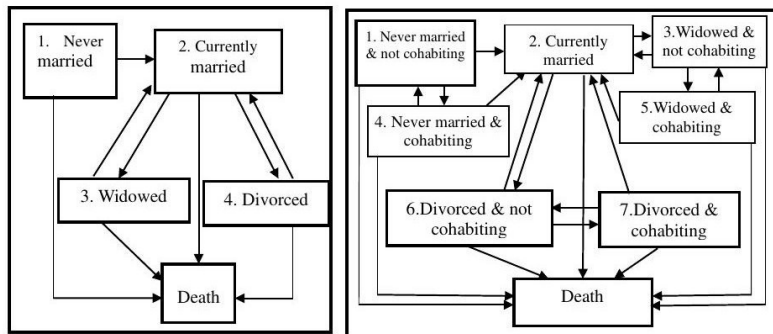 1. Never
married
2. Currently
married
3. Widowed
4. Divorced
Death
1. Never married
& not cohabiting
2. Currently
married
3.Widowed &
not cohabiting
4. Never married &
cohabiting
5.Widowed &
cohabiting
6.Divorced & not
cohabiting
7.Divorced &
cohabiting
Death